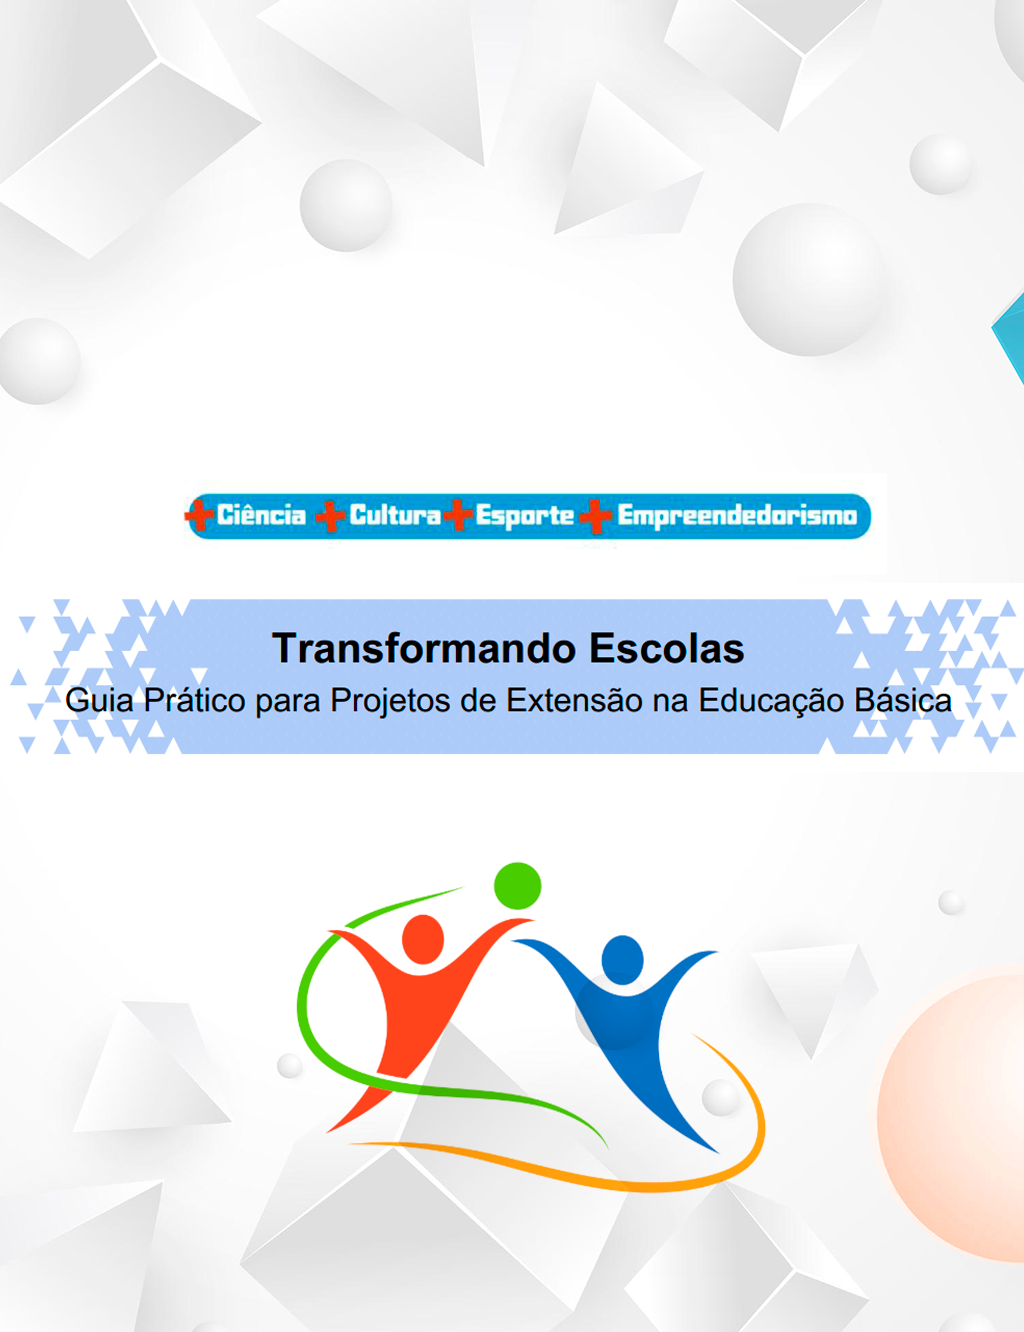 +Ciência +Cultura +Esporte +Empreendedorismo
Transformando Escolas
Guia Prático para Projetos de Extensão na Educação Básica